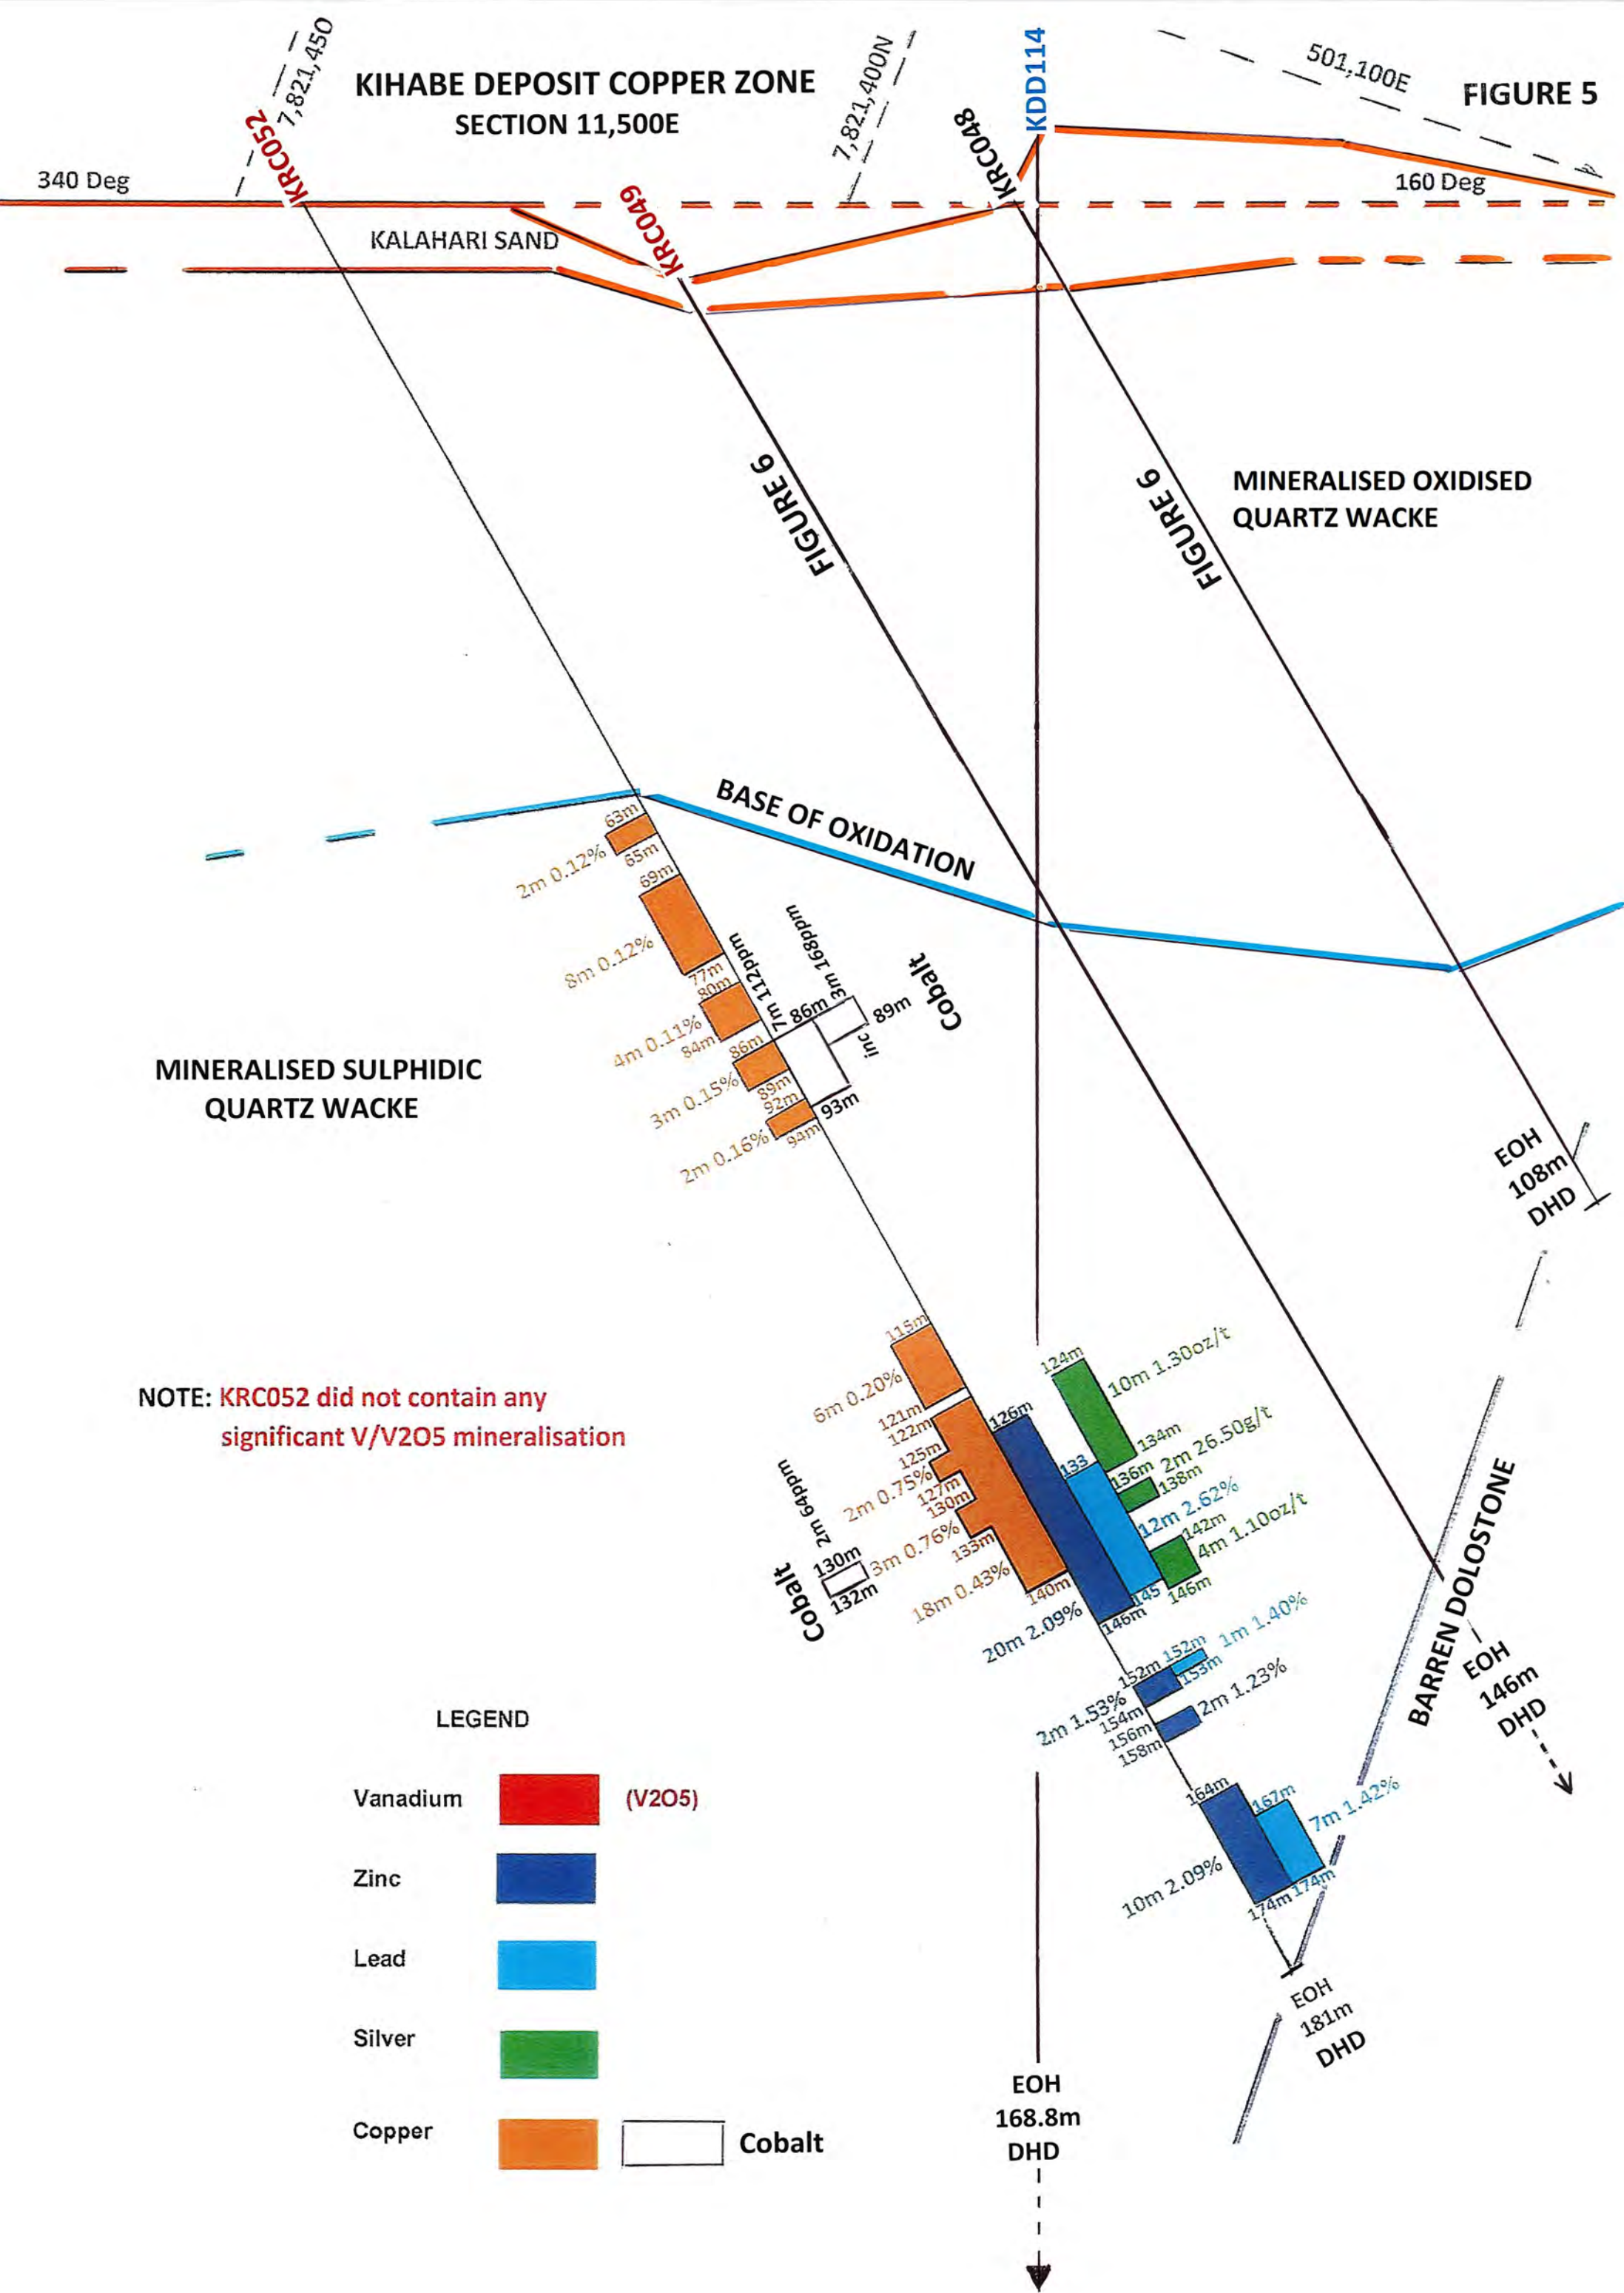 7,821,450
KIHABE DEPOSIT COPPER ZONE
SECTION 11,500E
7,821,400N
KDD114
501,100E
FIGURE 5
KRC052
KRC049
KRC048
340 Deg
160 Deg
KALAHARI SAND
FIGURE 6
FIGURE 6
MINERALISED OXIDISED
QUARTZ WACKE
BASE OF OXIDATION
63m
2m 0.12%
65m
69m
8m 0.12%
77m
80m
4m 0.11%
84m
86m
3m 0.15%
89m
92m
2m 0.16%
94m
7m 112ppm
86m
3m 168ppm
89m
inc
93m
Cobalt
MINERALISED SULPHIDIC
QUARTZ WACKE
EOH
108m
DHD
115m
6m 0.20%
121m
122m
125m
2m 0.75%
127m
130m
3m 0.76%
133m
18m 0.43%
140m
2m 64ppm
130m
132m
Cobalt
126m
20m 2.09%
146m
133
12m 2.62%
145
124m
10m 1.30oz/t
134m
136m
2m 26.50g/t
138m
142m
4m 1.10oz/t
146m
NOTE: KRC052 did not contain any
significant V/V2O5 mineralisation
152m
152m
1m 1.40%
153m
2m 1.53%
154m
156m
2m 1.23%
158m
BARREN DOLOSTONE
EOH
146m
DHD
164m
167m
7m 1.42%
10m 2.09%
174m
174m
EOH
181m
DHD
LEGEND
Vanadium
(V2O5)
Zinc
Lead
Silver
Copper
Cobalt
EOH
168.8m
DHD